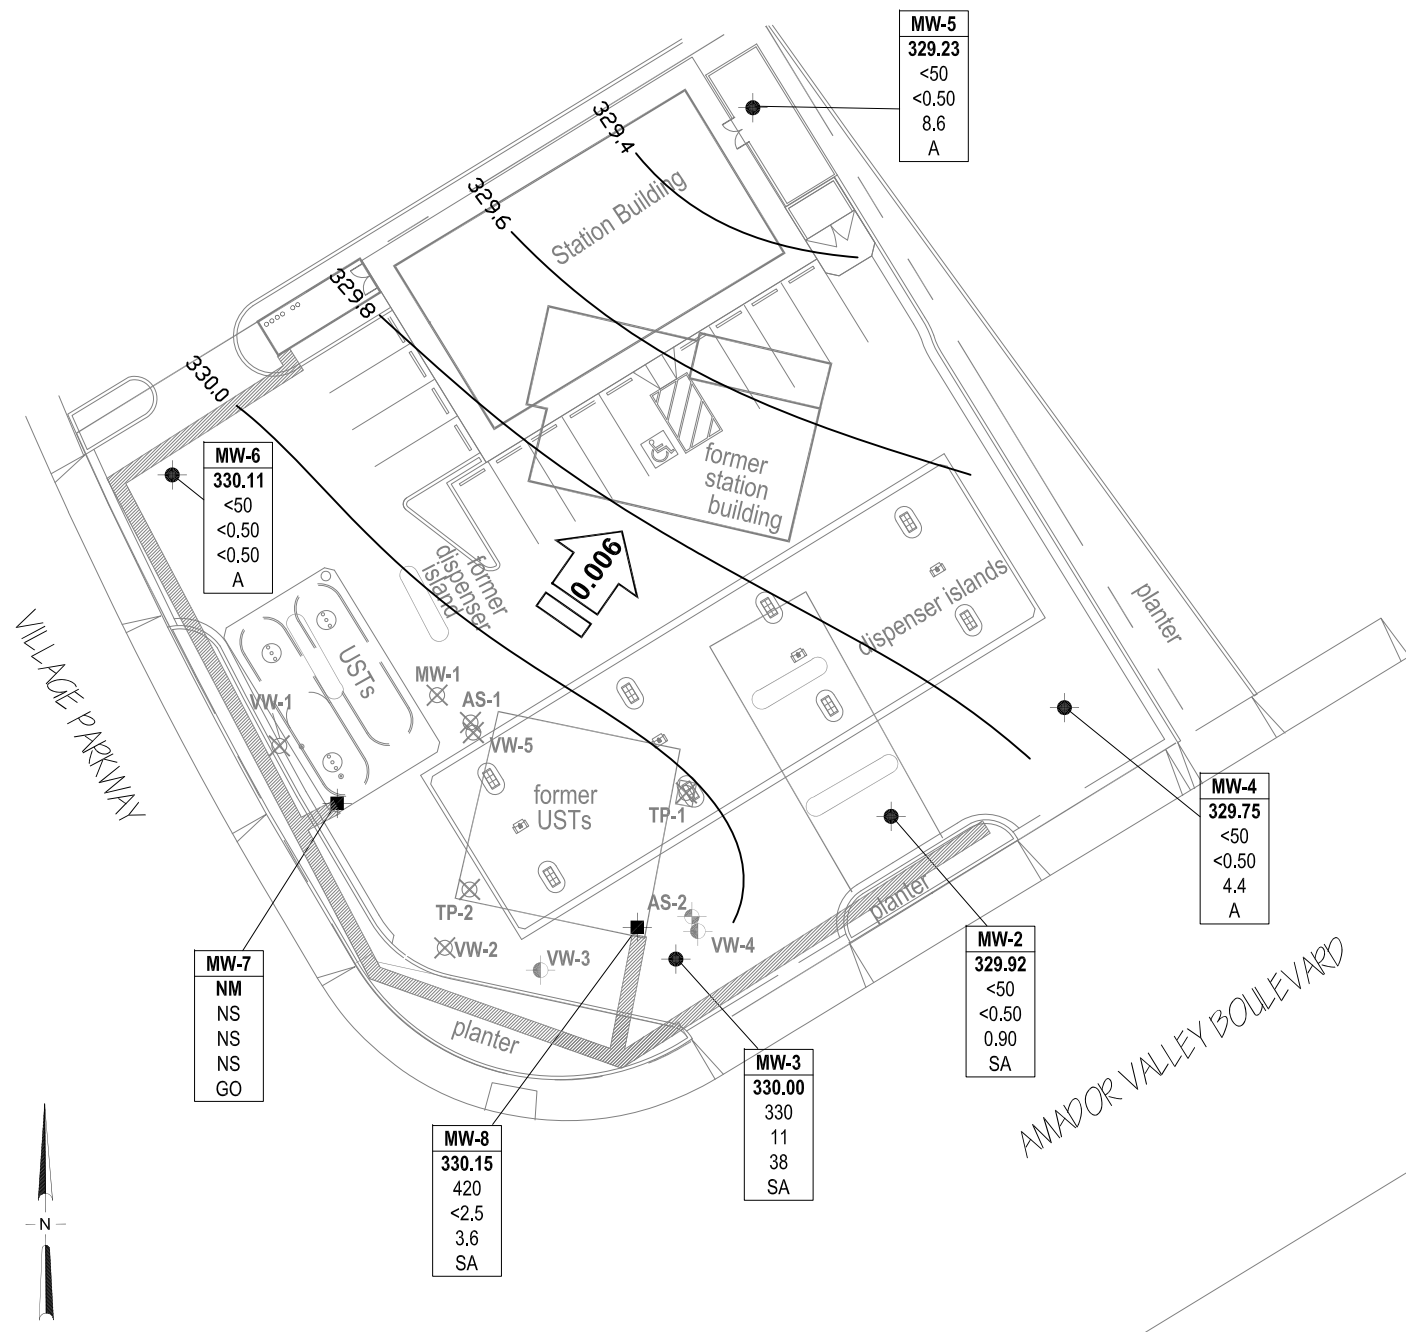 MW-5
329.23
<50
<0.50
8.6
A
329.4
329.6
Station Building
329.8
330.0
MW-6
330.11
<50
<0.50
<0.50
A
former
station
building
former
dispenser
island
0.006
dispenser islands
planter
VILLAGE PARKWAY
USTs
MW-1
AS-1
VW-1
VW-5
former
USTs
TP-1
MW-4
329.75
<50
<0.50
4.4
A
TP-2
AS-2
planter
VW-2
VW-3
VW-4
MW-2
329.92
<50
<0.50
0.90
SA
MW-7
NM
NS
NS
NS
GO
planter
AMADOR VALLEY BOULEVARD
MW-3
330.00
330
11
38
SA
MW-8
330.15
420
<2.5
3.6
SA
N